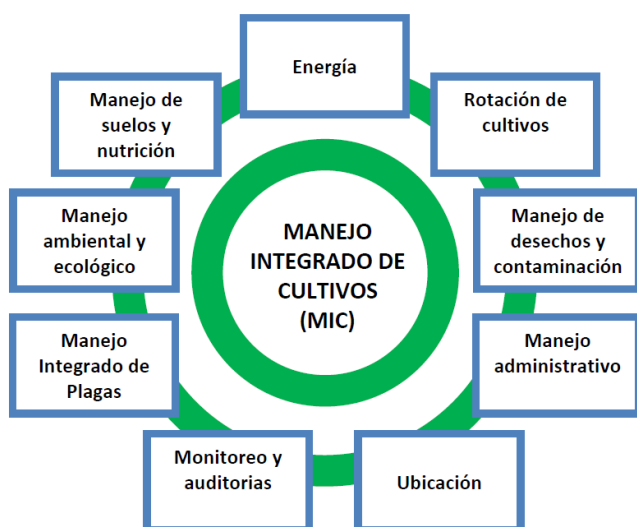 Energía
Rotación de
cultivos
Manejo de
desechos y
contaminación
Manejo
administrativo
Ubicación
Monitoreo y
auditorias
Manejo
Integrado de
Plagas
Manejo
ambiental y
ecológico
Manejo de
suelos y
nutrición
MANEJO
INTEGRADO DE
CULTIVOS
(MIC)